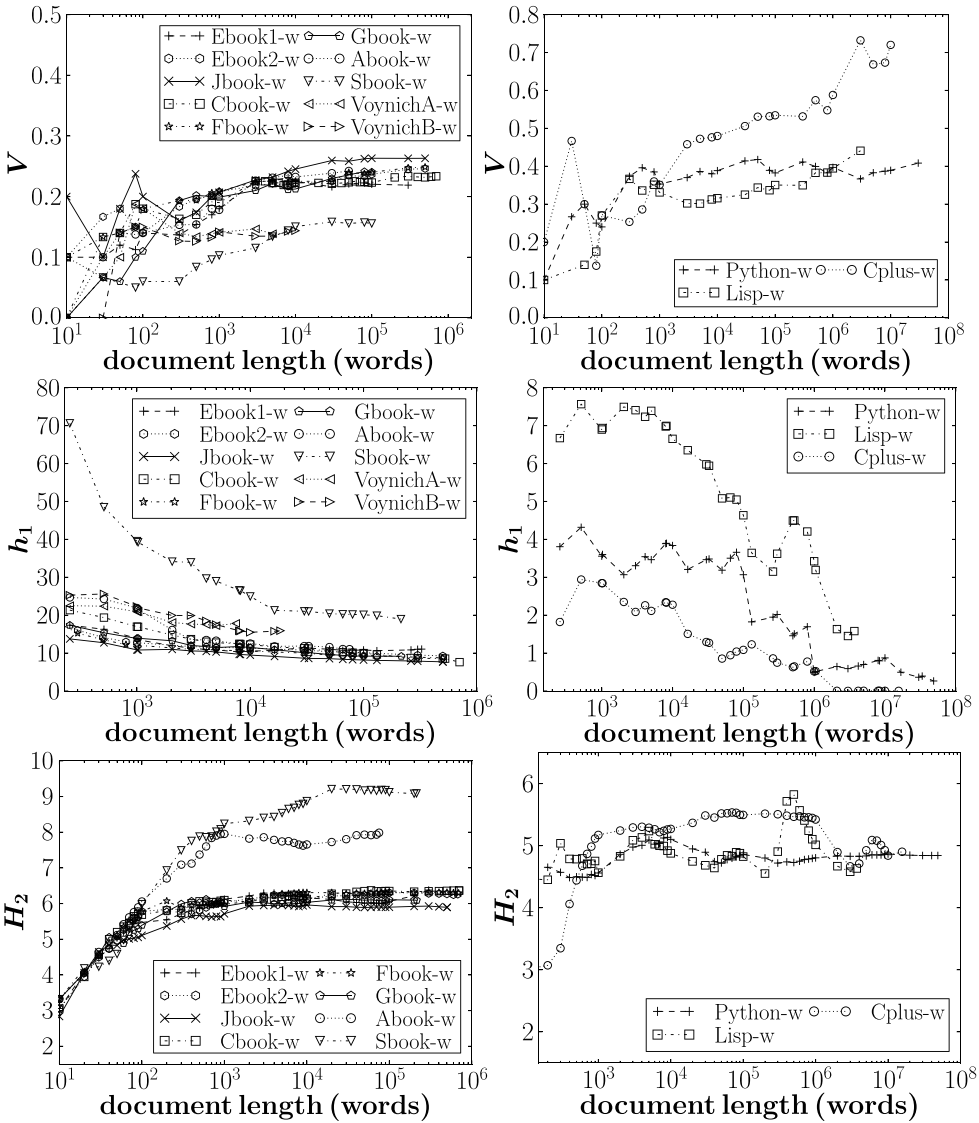 0.5
0.4
0.3
0.2
0.1
0.0
V
Ebook1-w Gbook-w
Ebook2-w Abook-w
Jbook-w Sbook-w
Cbook-w VoynichA-w
Fbook-w VoynichB-w
10^1 10^2 10^3 10^4 10^5 10^6
document length (words)
0.8
0.7
0.6
0.5
0.4
0.3
0.2
0.1
0.0
V
Python-w Cplus-w
Lisp-w
10^1 10^2 10^3 10^4 10^5 10^6 10^7 10^8
document length (words)
80
70
60
50
40
30
20
10
0
h_1
Ebook1-w Gbook-w
Ebook2-w Abook-w
Jbook-w Sbook-w
Cbook-w VoynichA-w
Fbook-w VoynichB-w
10^3 10^4 10^5 10^6
document length (words)
8
7
6
5
4
3
2
1
0
h_1
Python-w
Lisp-w
Cplus-w
10^3 10^4 10^5 10^6 10^7 10^8
document length (words)
10
9
8
7
6
5
4
3
2
H_2
Ebook1-w Fbook-w
Ebook2-w Gbook-w
Jbook-w Abook-w
Cbook-w Sbook-w
10^1 10^2 10^3 10^4 10^5 10^6
document length (words)
6
5
4
3
2
H_2
Python-w Cplus-w
Lisp-w
10^3 10^4 10^5 10^6 10^7 10^8
document length (words)